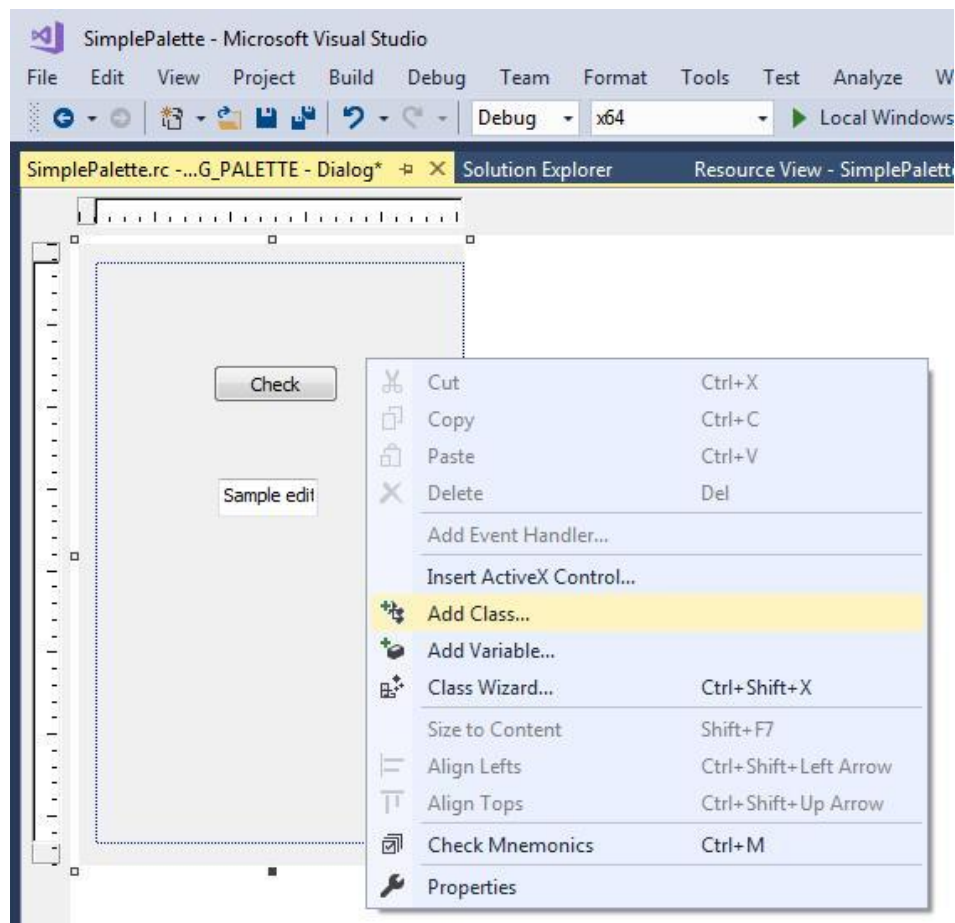 SimplePalette - Microsoft Visual Studio
File Edit View Project Build Debug Team Format Tools Test Analyze W
Debug x64 Local Windows
SimplePalette.rc -...G_PALETTE - Dialog* Solution Explorer Resource View - SimplePalett
Check
Sample edit
Cut Ctrl+X
Copy Ctrl+C
Paste Ctrl+V
Delete Del
Add Event Handler...
Insert ActiveX Control...
Add Class...
Add Variable...
Class Wizard... Ctrl+Shift+X
Size to Content Shift+F7
Align Lefts Ctrl+Shift+Left Arrow
Align Tops Ctrl+Shift+Up Arrow
Check Mnemonics Ctrl+M
Properties